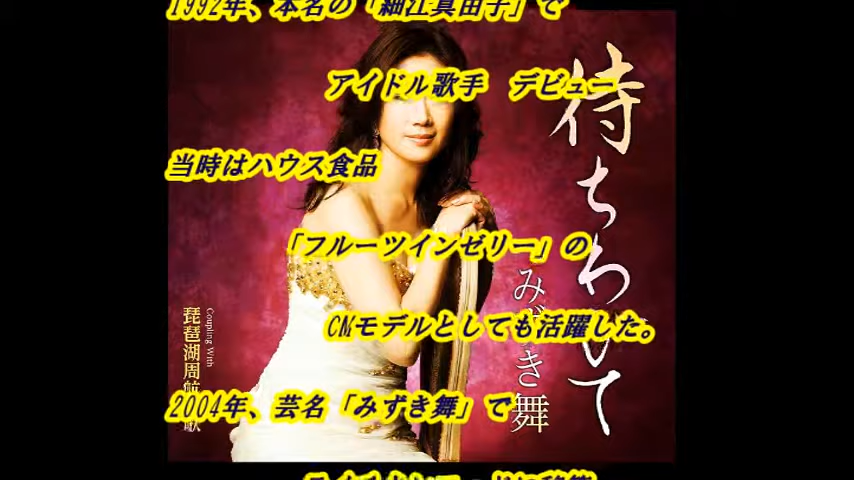 1992年、本名の「細江真由子」で
アイドル歌手　デビュー
当時はハウス食品
「フルーツインゼリー」の
CMモデルとしても活躍した。
2004年、芸名「みずき舞」で
待ちわびて
みずき舞
Coupling With
琵琶湖周航